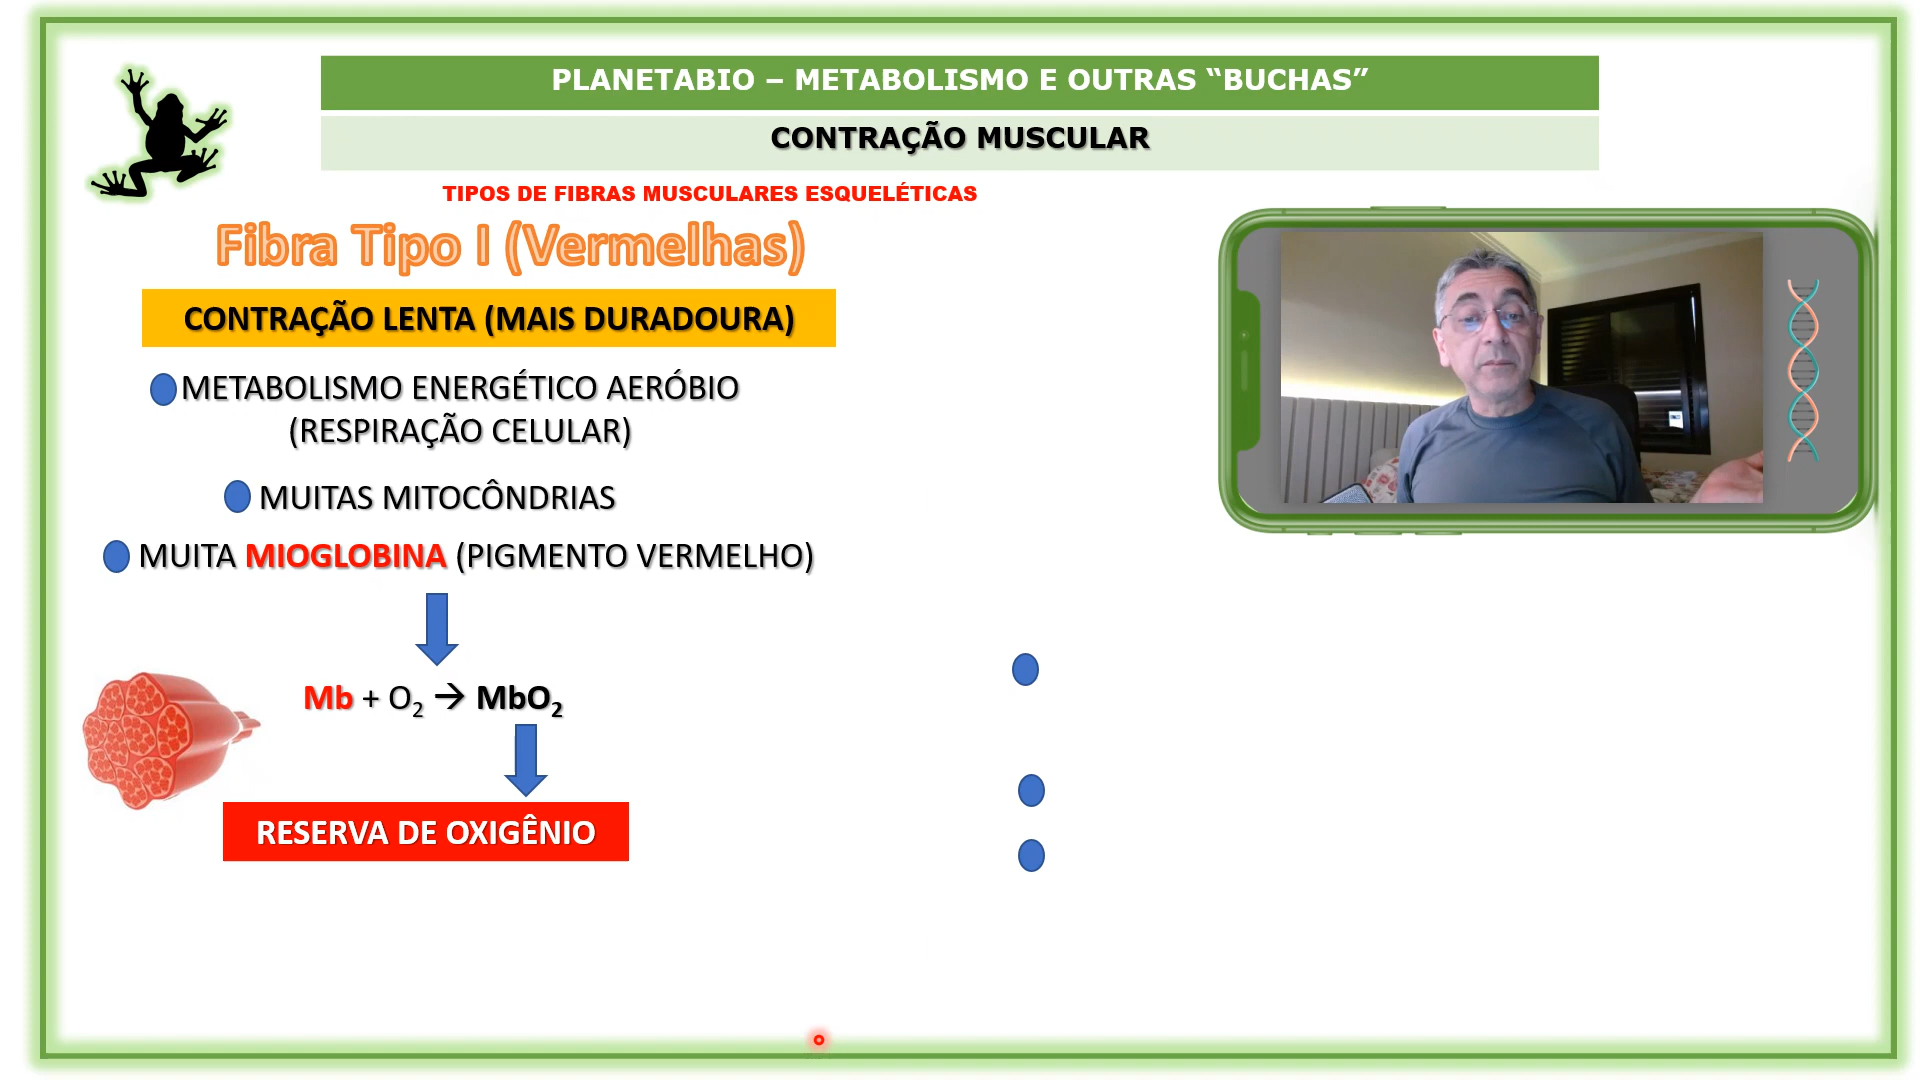 PLANETABIO – METABOLISMO E OUTRAS “BUCHAS”
CONTRAÇÃO MUSCULAR
TIPOS DE FIBRAS MUSCULARES ESQUELÉTICAS
Fibra Tipo I (Vermelhas)
CONTRAÇÃO LENTA (MAIS DURADOURA)
METABOLISMO ENERGÉTICO AERÓBIO
(RESPIRAÇÃO CELULAR)
MUITAS MITOCÔNDRIAS
MUITA MIOGLOBINA (PIGMENTO VERMELHO)
Mb + O₂ → MbO₂
RESERVA DE OXIGÊNIO